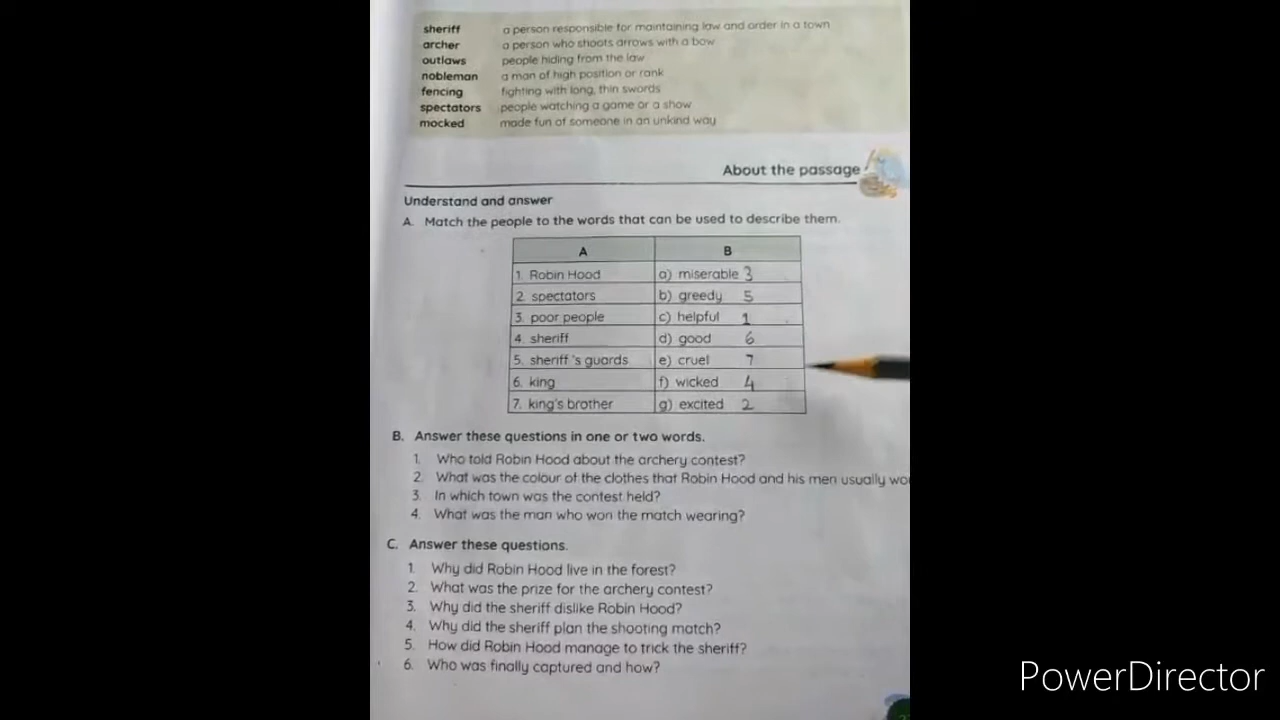 sheriff a person responsible for maintaining law and order in a town
archer a person who shoots arrows with a bow
outlaws people hiding from the law
nobleman a man of high position or rank
fencing fighting with long, thin swords
spectators people watching a game or a show
mocked made fun of someone in an unkind way
About the passage
Understand and answer
A. Match the people to the words that can be used to describe them.
A B
1. Robin Hood a) miserable 3
2. spectators b) greedy 5
3. poor people c) helpful 1
4. sheriff d) good 6
5. sheriff's guards e) cruel 7
6. king f) wicked 4
7. king's brother g) excited 2
B. Answer these questions in one or two words.
1. Who told Robin Hood about the archery contest?
2. What was the colour of the clothes that Robin Hood and his men usually wo
3. In which town was the contest held?
4. What was the man who won the match wearing?
C. Answer these questions.
1. Why did Robin Hood live in the forest?
2. What was the prize for the archery contest?
3. Why did the sheriff dislike Robin Hood?
4. Why did the sheriff plan the shooting match?
5. How did Robin Hood manage to trick the sheriff?
6. Who was finally captured and how?
PowerDirector